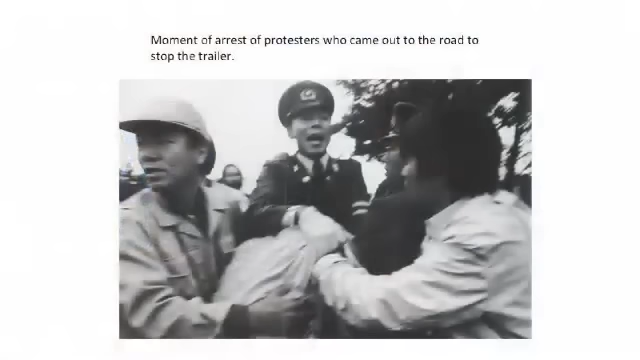 Moment of arrest of protesters who came out to the road to
stop the trailer.